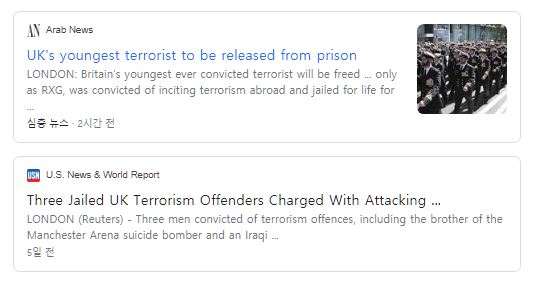 Arab News
UK's youngest terrorist to be released from prison
LONDON: Britain's youngest ever convicted terrorist will be freed ... only
as RXG, was convicted of inciting terrorism abroad and jailed for life for
...
심층 뉴스 · 2시간 전
USN U.S. News & World Report
Three Jailed UK Terrorism Offenders Charged With Attacking ...
LONDON (Reuters) - Three men convicted of terrorism offences, including the brother of the
Manchester Arena suicide bomber and an Iraqi ...
5일 전